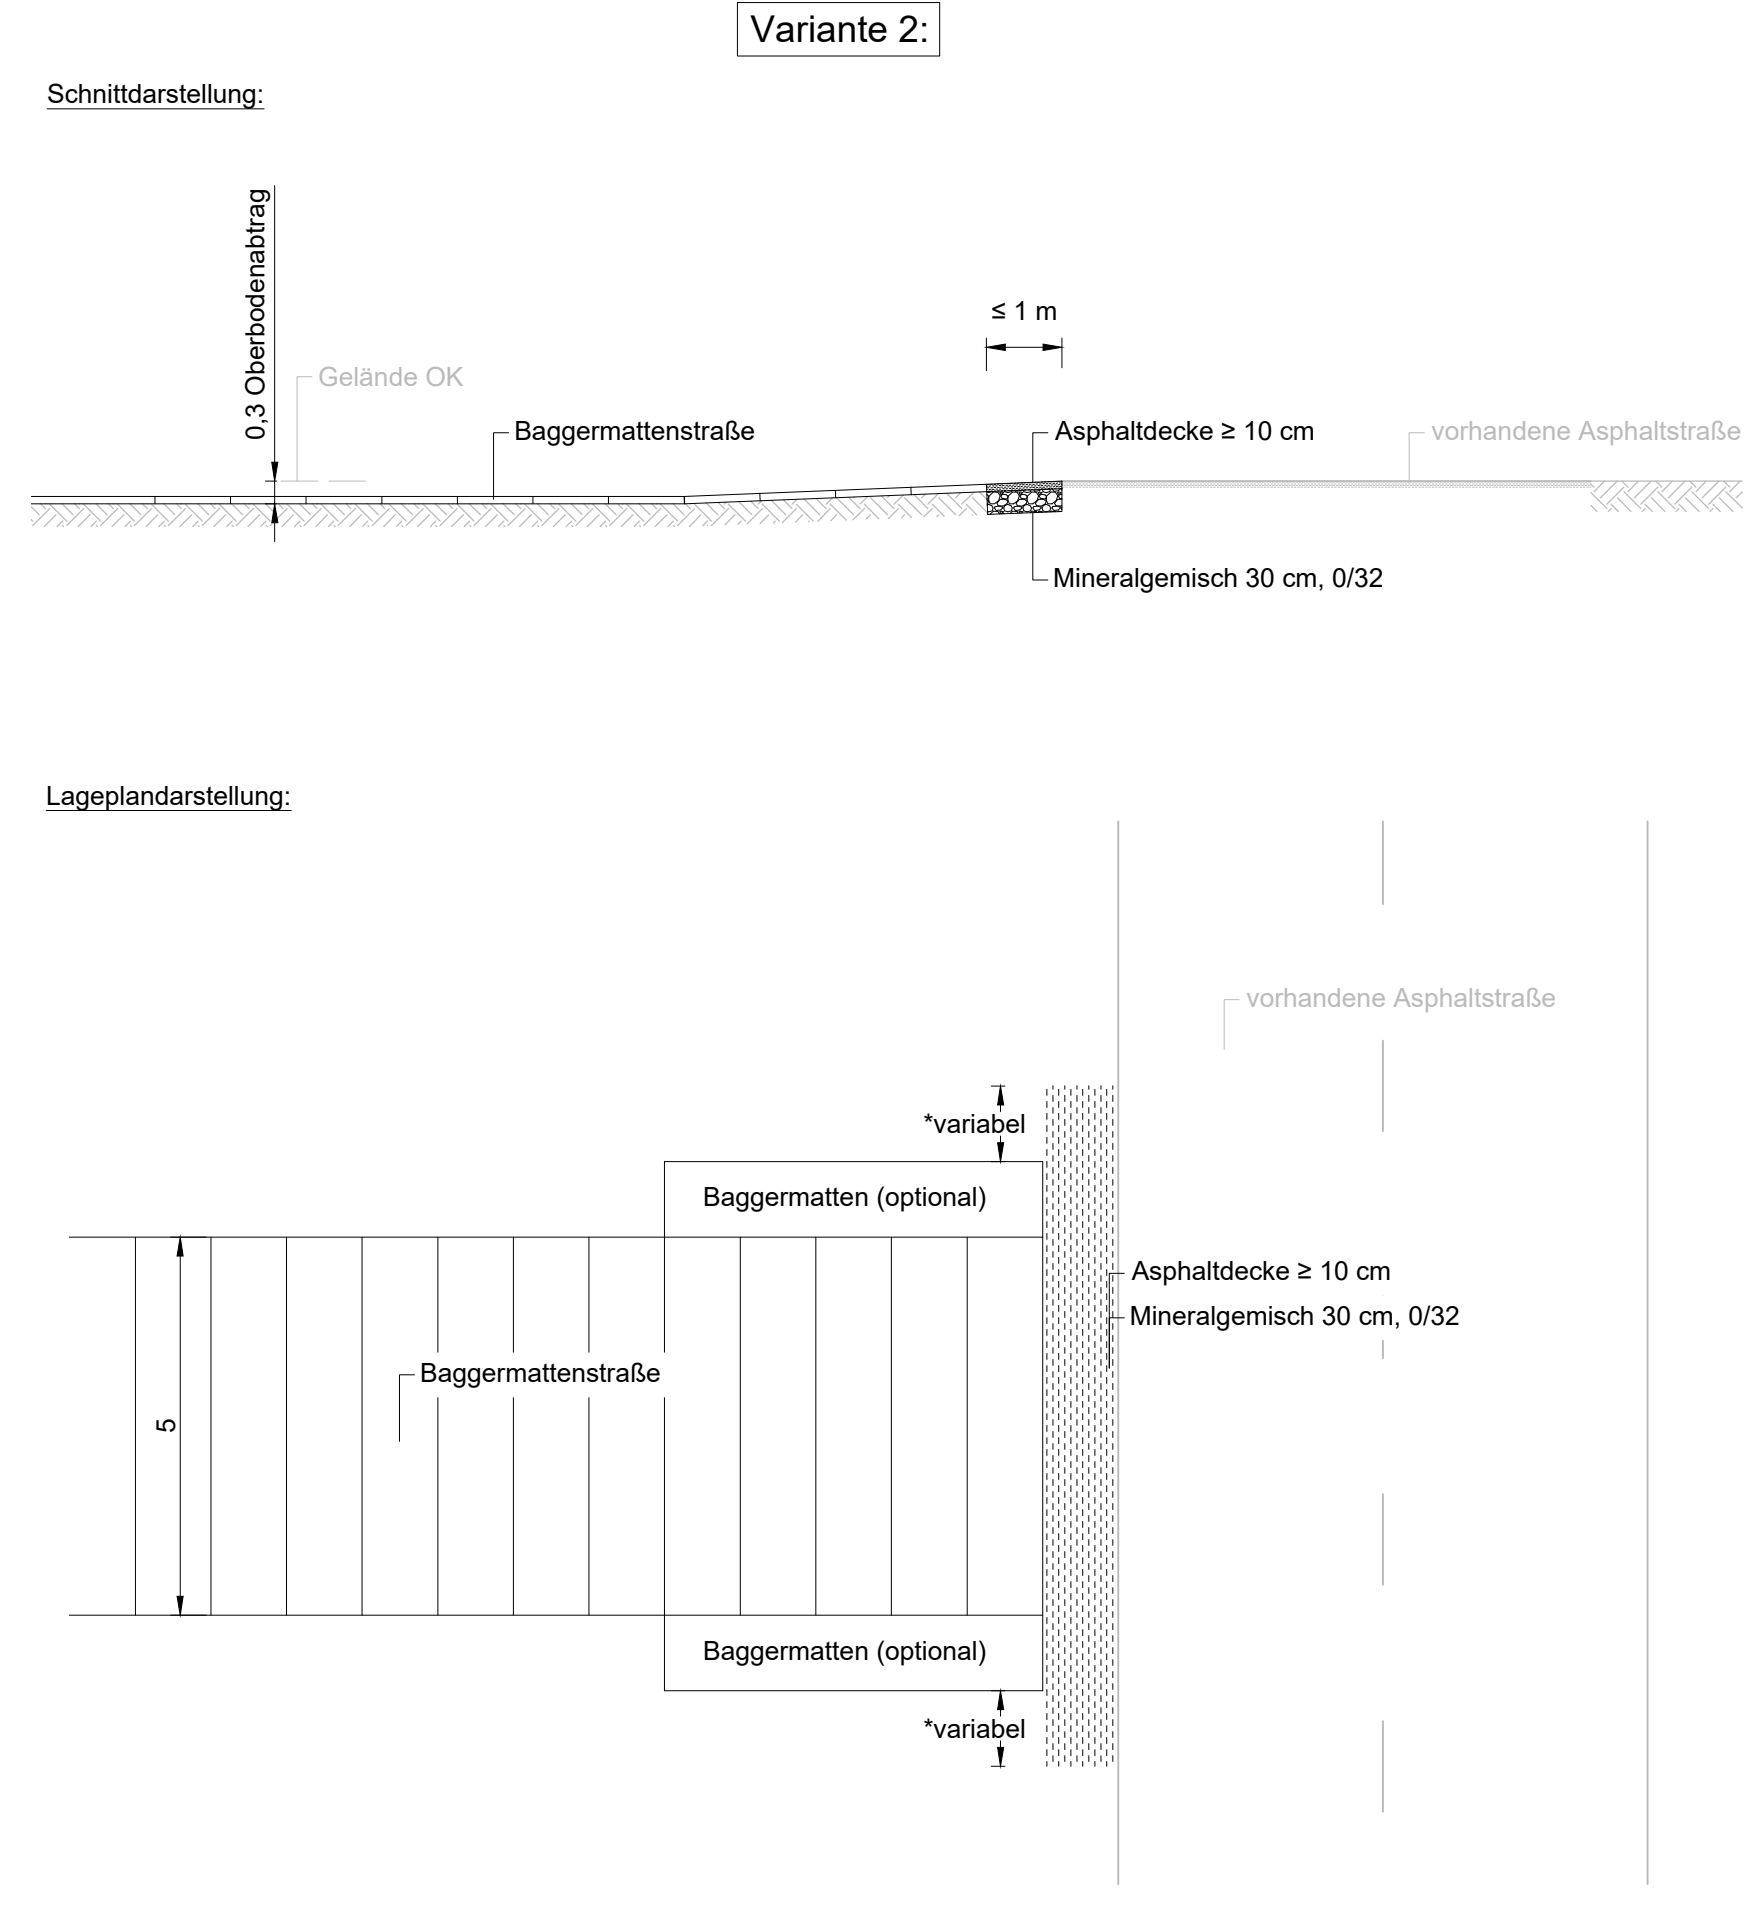 Variante 2:
Schnittdarstellung:
0,3 Oberbodenabtrag
≤ 1 m
Gelände OK
Baggermattenstraße
Asphaltdecke ≥ 10 cm
vorhandene Asphaltstraße
Mineralgemisch 30 cm, 0/32
Lageplandarstellung:
vorhandene Asphaltstraße
*variabel
Baggermatten (optional)
Asphaltdecke ≥ 10 cm
Mineralgemisch 30 cm, 0/32
Baggermattenstraße
5
Baggermatten (optional)
*variabel